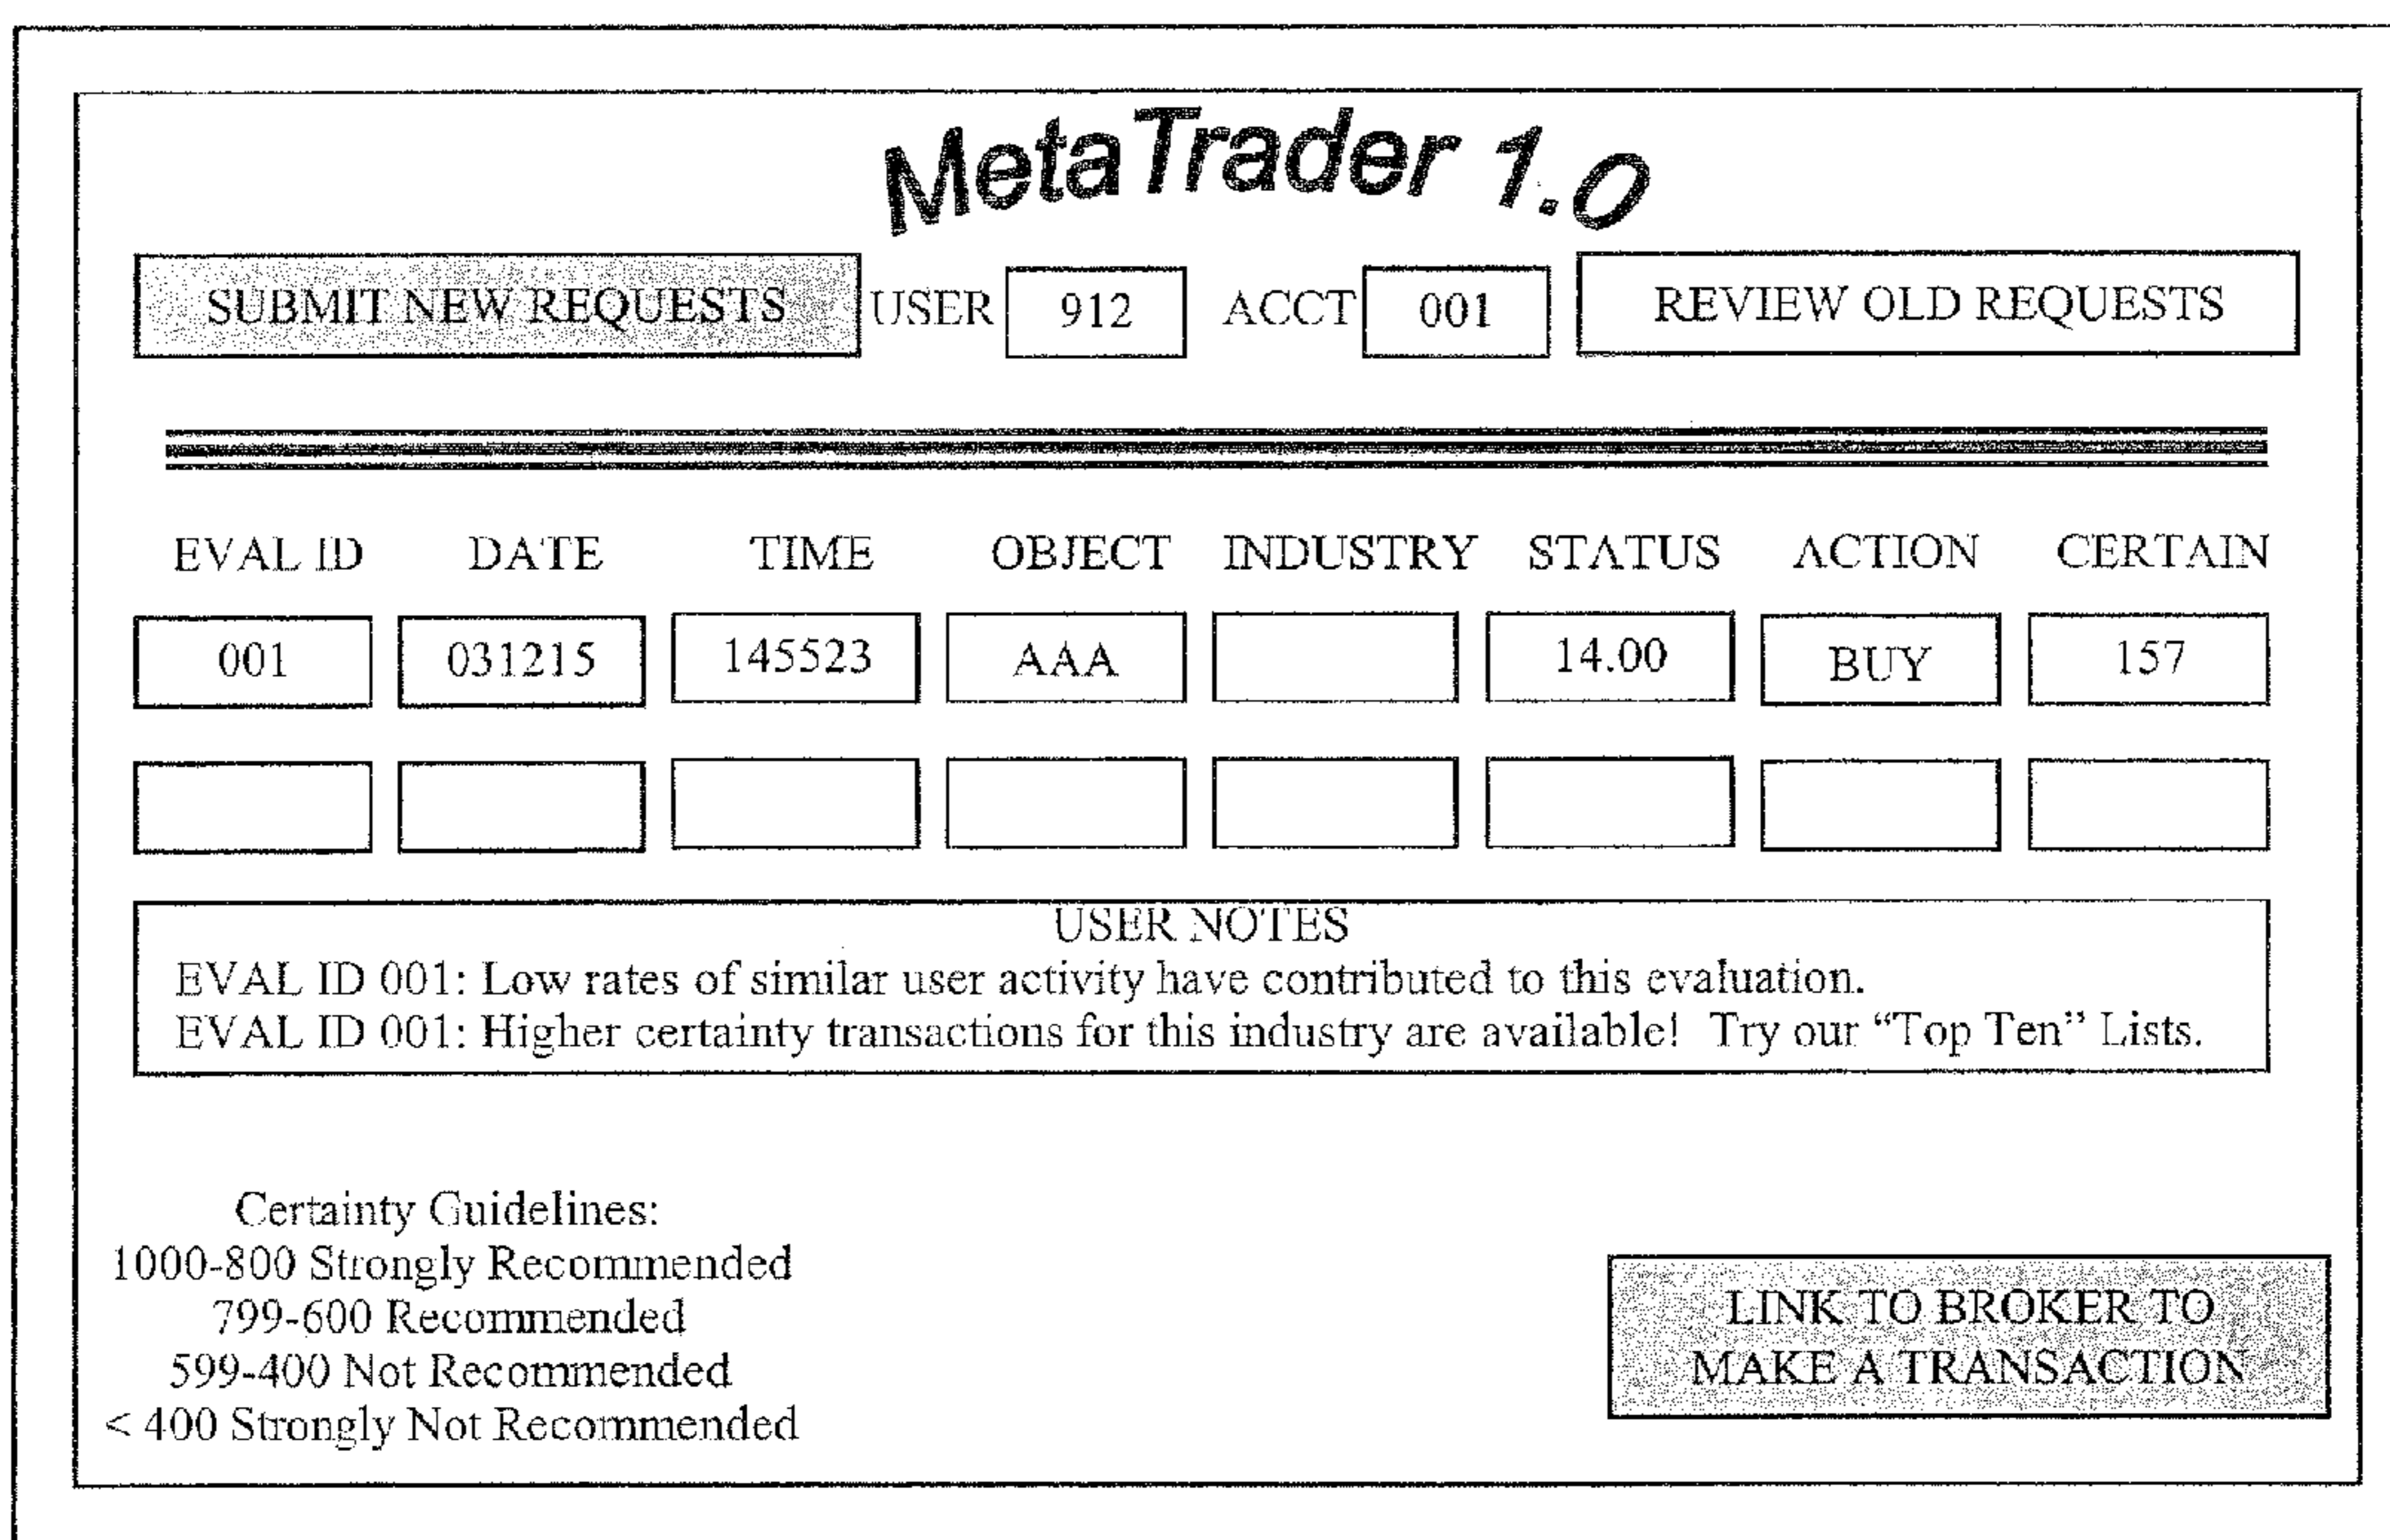 MetaTrader 1.0
SUBMIT NEW REQUESTS USER 912 ACCT 001 REVIEW OLD REQUESTS
EVAL ID DATE TIME OBJECT INDUSTRY STATUS ACTION CERTAIN
001 031215 145523 AAA 14.00 BUY 157
USER NOTES
EVAL ID 001: Low rates of similar user activity have contributed to this evaluation.
EVAL ID 001: Higher certainty transactions for this industry are available! Try our “Top Ten” Lists.
Certainty Guidelines:
1000-800 Strongly Recommended
799-600 Recommended
599-400 Not Recommended
< 400 Strongly Not Recommended
LINK TO BROKER TO
MAKE A TRANSACTION